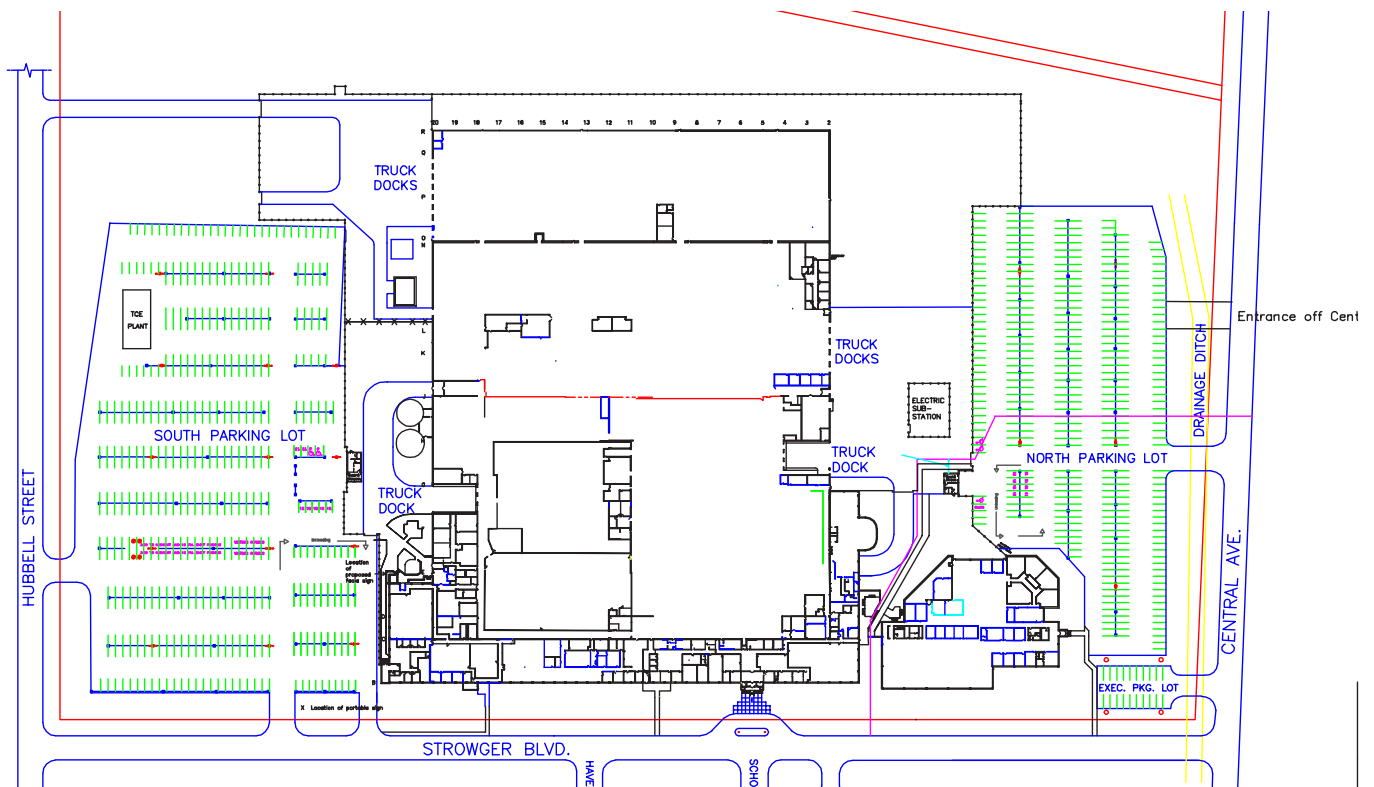 20 19 18 17 16 15 14 13 12 11 10 9 8 7 6 5 4 3 2
R
Q
P
O
N
L
K
J
B
TRUCK
DOCKS
TCE
PLANT
Entrance off Cent
DRAINAGE DITCH
TRUCK
DOCKS
ELECTRIC
SUB-
STATION
SOUTH PARKING LOT
TRUCK
DOCK
NORTH PARKING LOT
TRUCK
DOCK
HUBBELL STREET
Location
of
proposed
facia sign
CENTRAL AVE.
EXEC. PKG. LOT
X Location of portable sign
STROWGER BLVD.
HAVE
SCHO